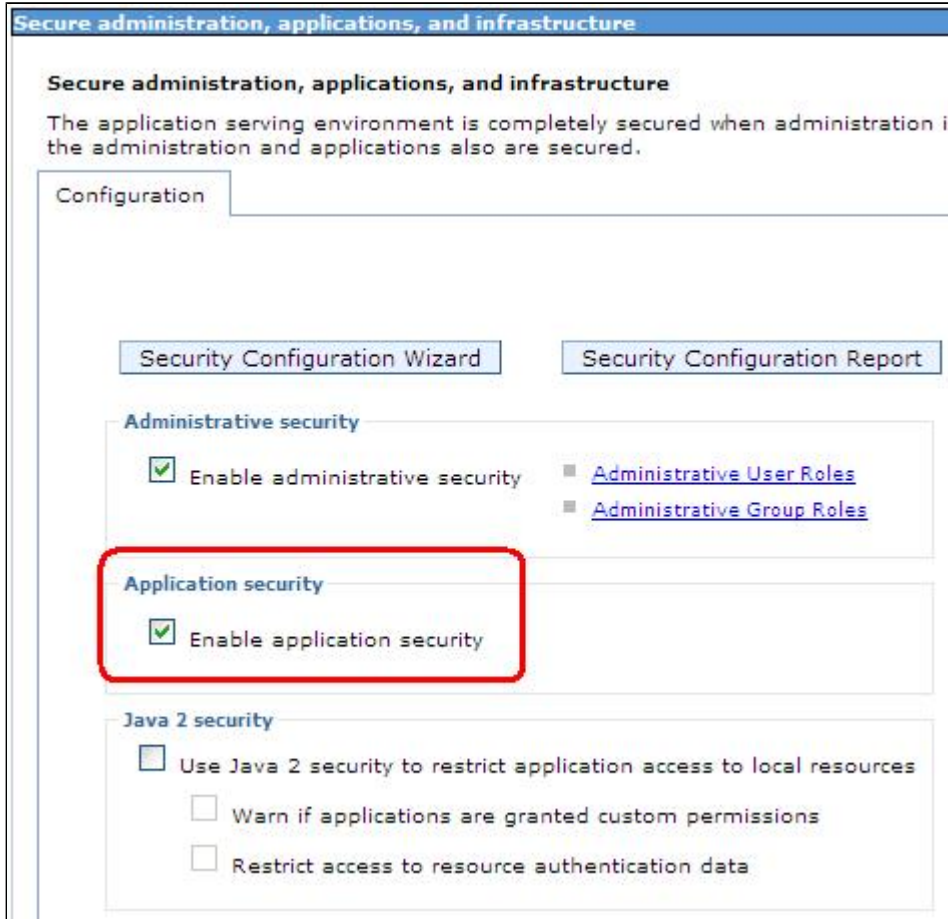 Secure administration, applications, and infrastructure
Secure administration, applications, and infrastructure
The application serving environment is completely secured when administration i
the administration and applications also are secured.
Configuration
Security Configuration Wizard Security Configuration Report
Administrative security
Enable administrative security Administrative User Roles
Administrative Group Roles
Application security
Enable application security
Java 2 security
Use Java 2 security to restrict application access to local resources
Warn if applications are granted custom permissions
Restrict access to resource authentication data